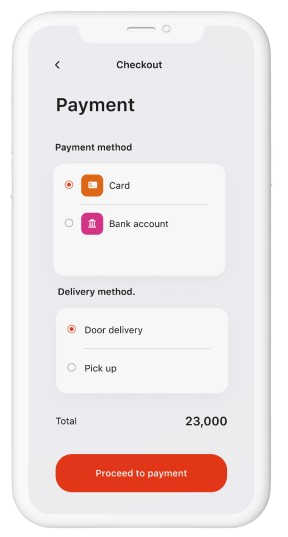 Checkout
Payment
Payment method
Card
Bank account
Delivery method.
Door delivery
Pick up
Total 23,000
Proceed to payment